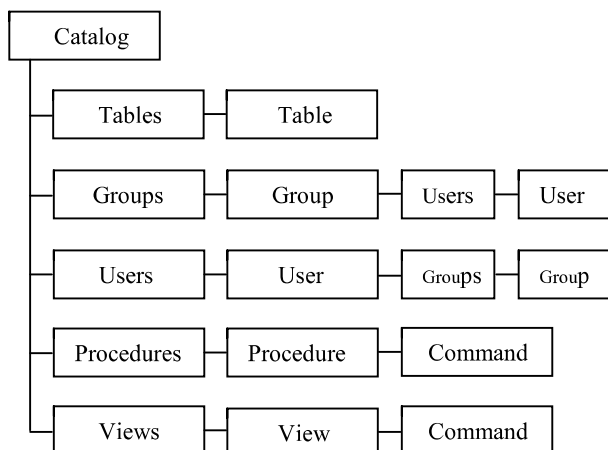 Catalog
Tables Table
Groups Group Users User
Users User Groups Group
Procedures Procedure Command
Views View Command